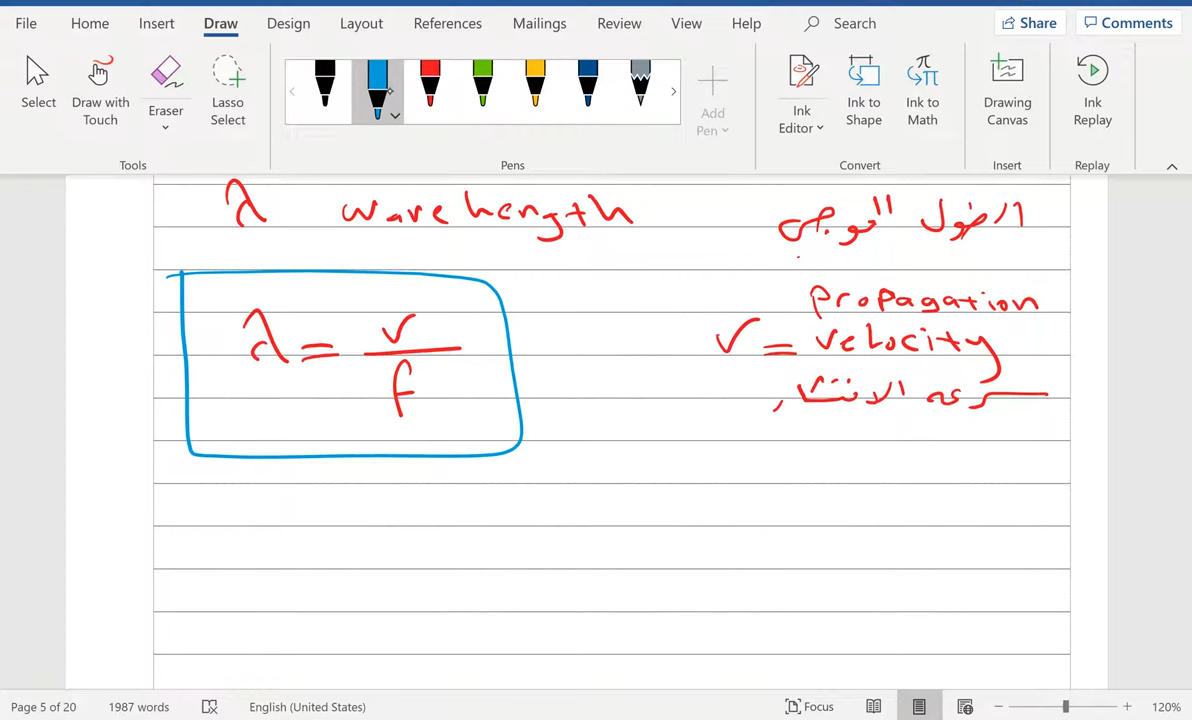 File Home Insert Draw Design Layout References Mailings Review View Help Search Share Comments
Select Draw with Touch Eraser Lasso Select Add Pen Ink Editor Ink to Shape Ink to Math Drawing Canvas Ink Replay
Tools Pens Convert Insert Replay
λ wavelength الطول الموجي
λ = v / f
v = propagation velocity
سرعة الانتشار
Page 5 of 20 1987 words English (United States) Focus 120%